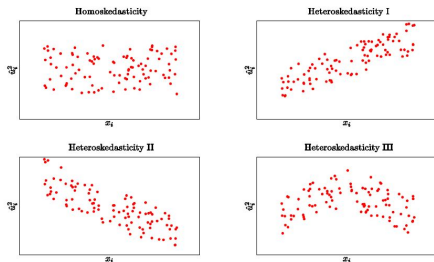 Homoskedasticity
û²ᵢ
xᵢ
Heteroskedasticity I
û²ᵢ
xᵢ
Heteroskedasticity II
û²ᵢ
xᵢ
Heteroskedasticity III
û²ᵢ
xᵢ